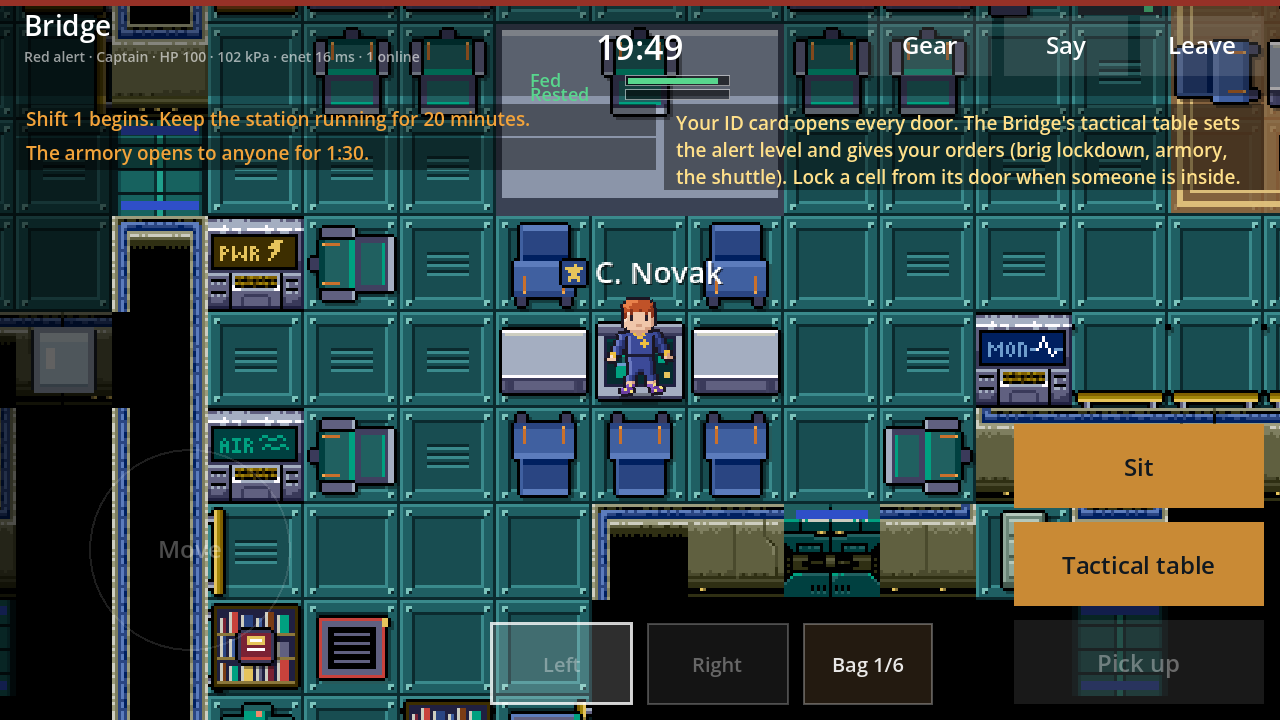 Bridge
Red alert · Captain · HP 100 · 102 kPa · enet 16 ms · 1 online
19:49
Fed
Rested
Gear
Say
Leave
Shift 1 begins. Keep the station running for 20 minutes.
The armory opens to anyone for 1:30.
Your ID card opens every door. The Bridge's tactical table sets
the alert level and gives your orders (brig lockdown, armory,
the shuttle). Lock a cell from its door when someone is inside.
PWR
C. Novak
MON
AIR
Move
Sit
Tactical table
Left
Right
Bag 1/6
Pick up